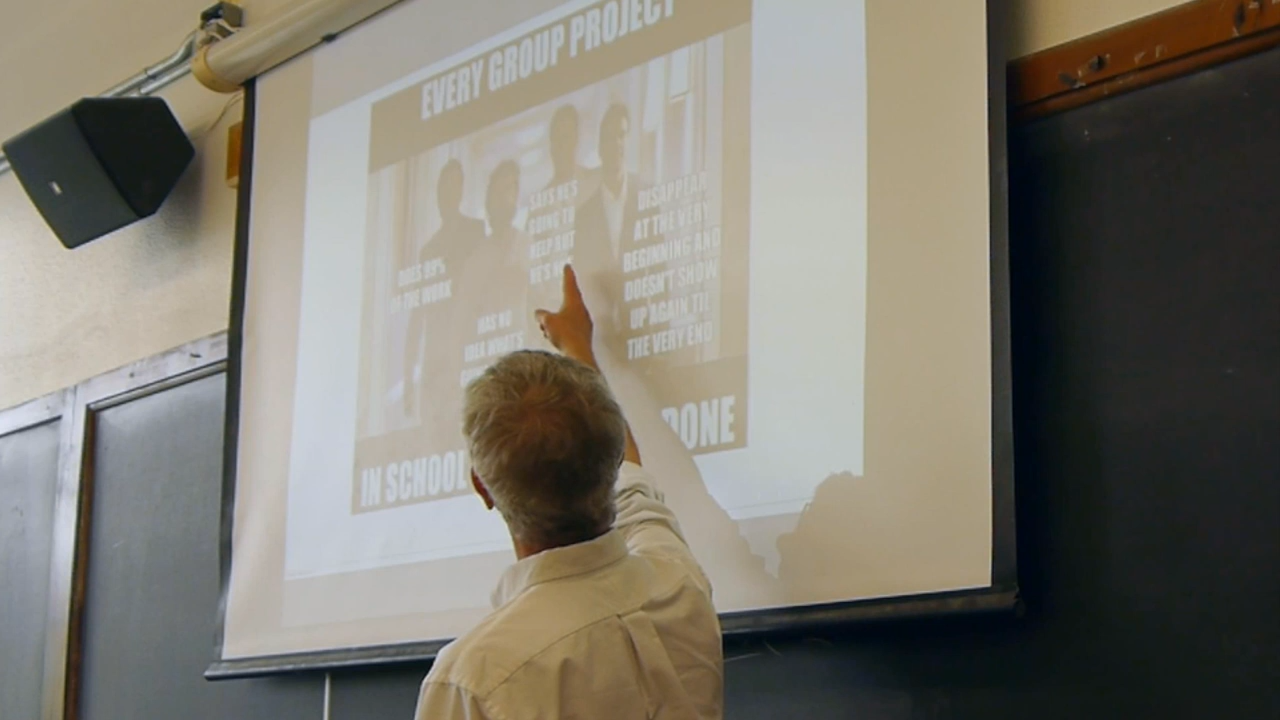 EVERY GROUP PROJECT
DOES 99%
OF THE WORK
HAS NO
IDEA WHAT'S
SAYS HE'S
GOING TO
HELP BUT
HE'S
DISAPPEAR
AT THE VERY
BEGINNING AND
DOESN'T SHOW
UP AGAIN TIL
THE VERY END
IN SCHOOL
DONE